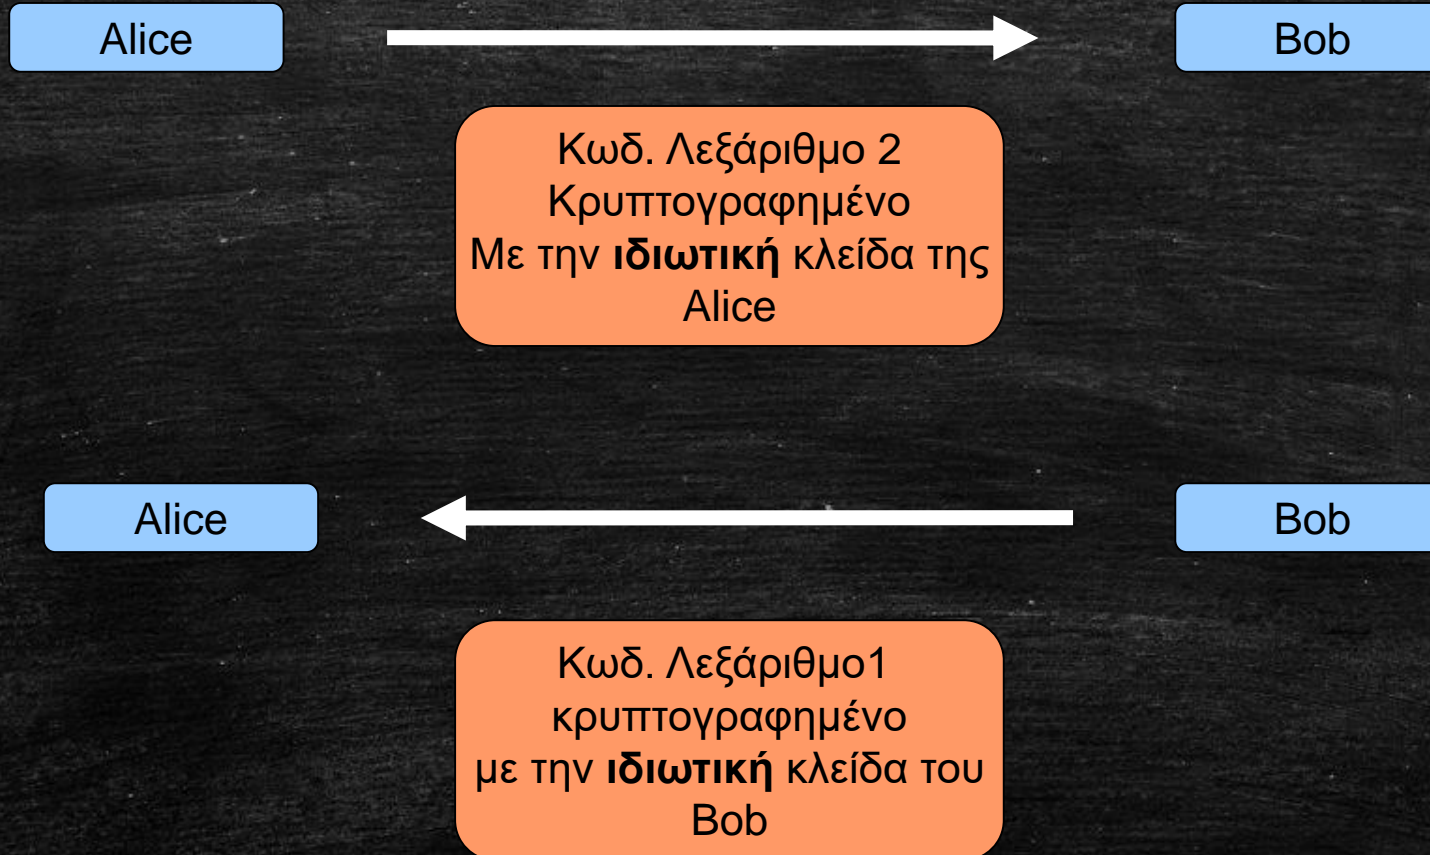 Alice
Bob
Κωδ. Λεξάριθμο 2
Κρυπτογραφημένο
Με την ιδιωτική κλείδα της
Alice
Alice
Bob
Κωδ. Λεξάριθμο1
κρυπτογραφημένο
με την ιδιωτική κλείδα του
Bob